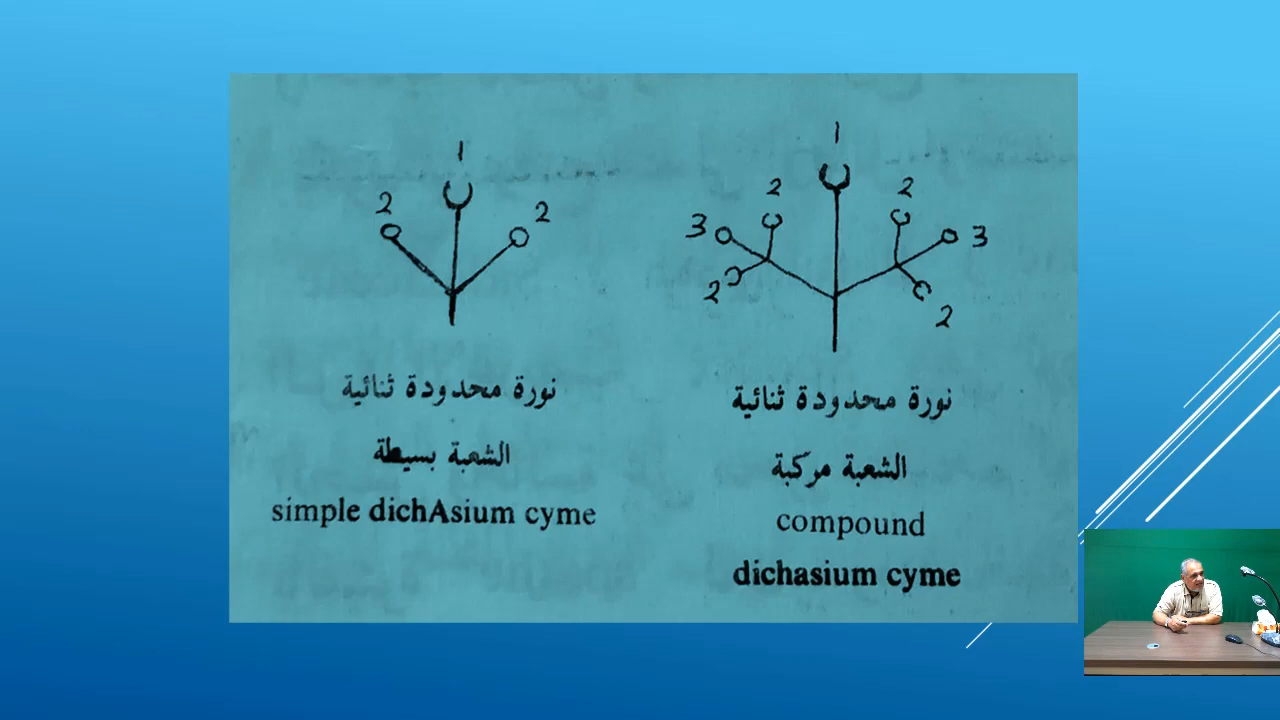 1
2
2
نورة محدودة ثنائية
الشعبة بسيطة
simple dichAsium cyme
1
2
2
3
3
2
2
نورة محدودة ثنائية
الشعبة مركبة
compound
dichasium cyme